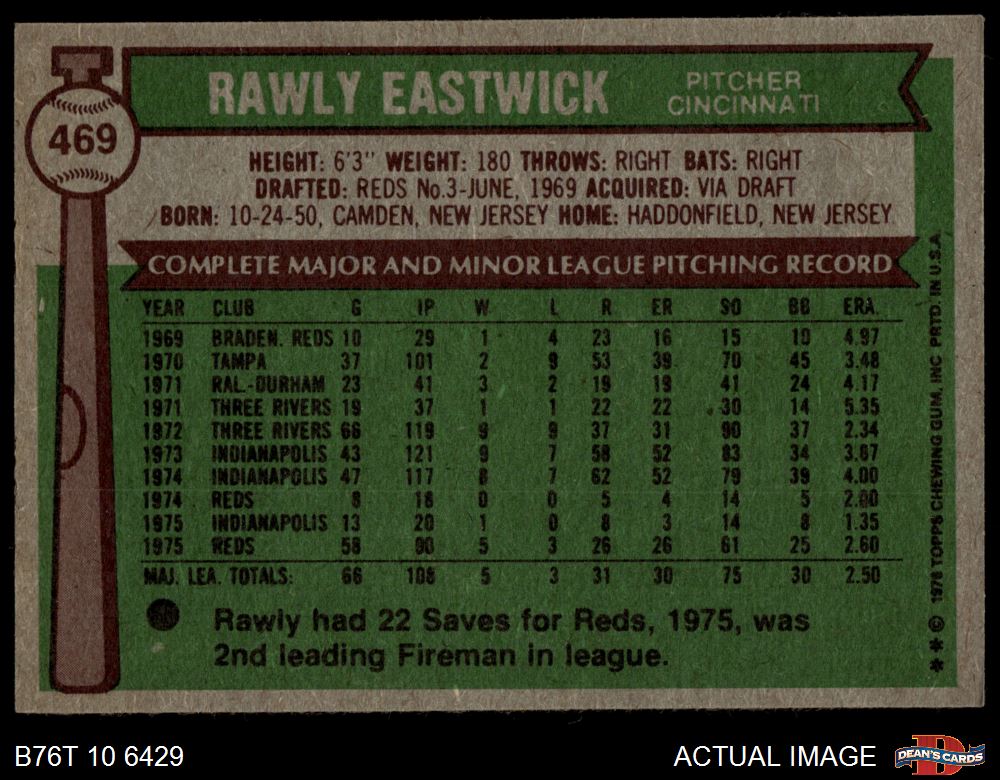 RAWLY EASTWICK
PITCHER
CINCINNATI
469
HEIGHT: 6'3" WEIGHT: 180 THROWS: RIGHT BATS: RIGHT
DRAFTED: REDS No.3-JUNE, 1969 ACQUIRED: VIA DRAFT
BORN: 10-24-50, CAMDEN, NEW JERSEY HOME: HADDONFIELD, NEW JERSEY
COMPLETE MAJOR AND MINOR LEAGUE PITCHING RECORD
YEAR CLUB G IP W L R ER SO BB ERA.
1969 BRADEN. REDS 10 29 1 4 23 16 15 19 4.97
1970 TAMPA 37 101 2 9 53 39 70 45 3.48
1971 RAL.-DURHAM 23 41 3 2 19 19 41 24 4.17
1971 THREE RIVERS 19 37 1 1 22 22 30 14 5.35
1972 THREE RIVERS 66 119 9 9 37 31 90 37 2.34
1973 INDIANAPOLIS 43 121 9 7 58 52 83 34 3.87
1974 INDIANAPOLIS 47 117 8 7 62 52 79 39 4.00
1974 REDS 8 18 0 0 5 4 14 5 2.00
1975 INDIANAPOLIS 13 20 1 0 8 3 14 8 1.35
1975 REDS 58 90 5 3 26 26 61 25 2.60
MAJ. LEA. TOTALS: 66 108 5 3 31 30 75 30 2.50
Rawly had 22 Saves for Reds, 1975, was
2nd leading Fireman in league.
* * © 1976 TOPPS CHEWING GUM, INC PRTD. IN U.S.A.
B76T 10 6429
ACTUAL IMAGE
DEAN'S CARDS